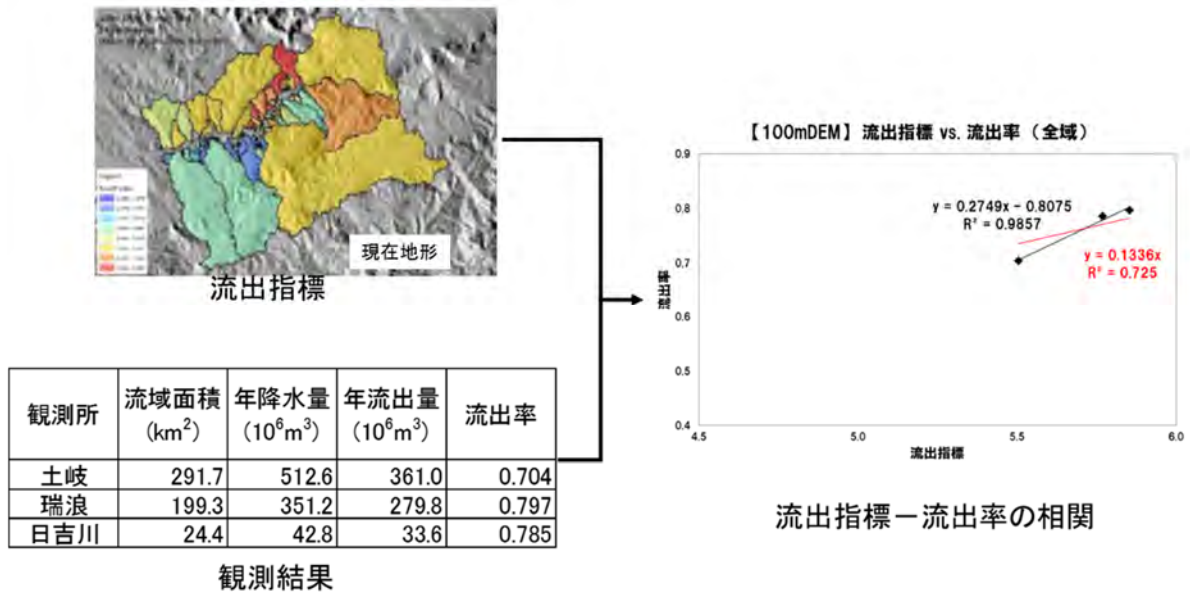 現在地形
流出指標
観測所 流域面積 (km²) 年降水量 (10⁶m³) 年流出量 (10⁶m³) 流出率
土岐 291.7 512.6 361.0 0.704
瑞浪 199.3 351.2 279.8 0.797
日吉川 24.4 42.8 33.6 0.785
観測結果
【100mDEM】 流出指標 vs. 流出率 (全域)
0.9
0.8
0.7
0.6
0.5
0.4
流出率
y = 0.2749x − 0.8075
R² = 0.9857
y = 0.1336x
R² = 0.725
4.5 5.0 5.5 6.0
流出指標
流出指標－流出率の相関